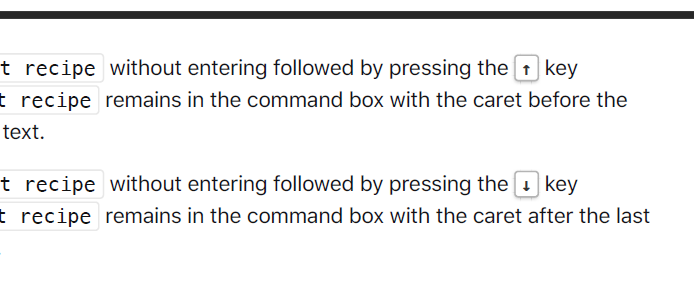 t recipe without entering followed by pressing the ↑ key
t recipe remains in the command box with the caret before the
text.
t recipe without entering followed by pressing the ↓ key
t recipe remains in the command box with the caret after the last